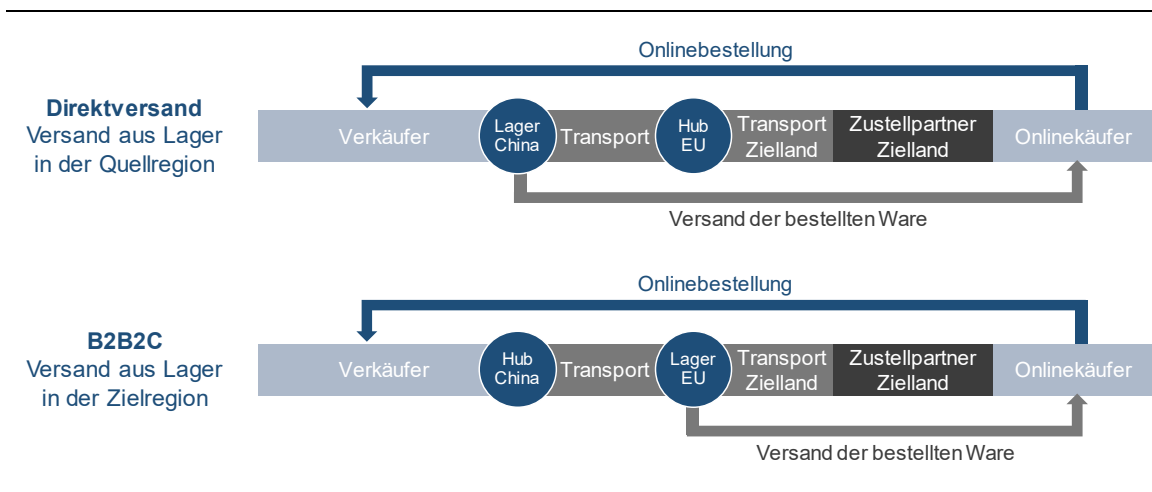 Onlinebestellung
Direktversand
Versand aus Lager
in der Quellregion
Verkäufer
Lager
China
Transport
Hub
EU
Transport
Zielland
Zustellpartner
Zielland
Onlinekäufer
Versand der bestellten Ware
Onlinebestellung
B2B2C
Versand aus Lager
in der Zielregion
Verkäufer
Hub
China
Transport
Lager
EU
Transport
Zielland
Zustellpartner
Zielland
Onlinekäufer
Versand der bestellten Ware